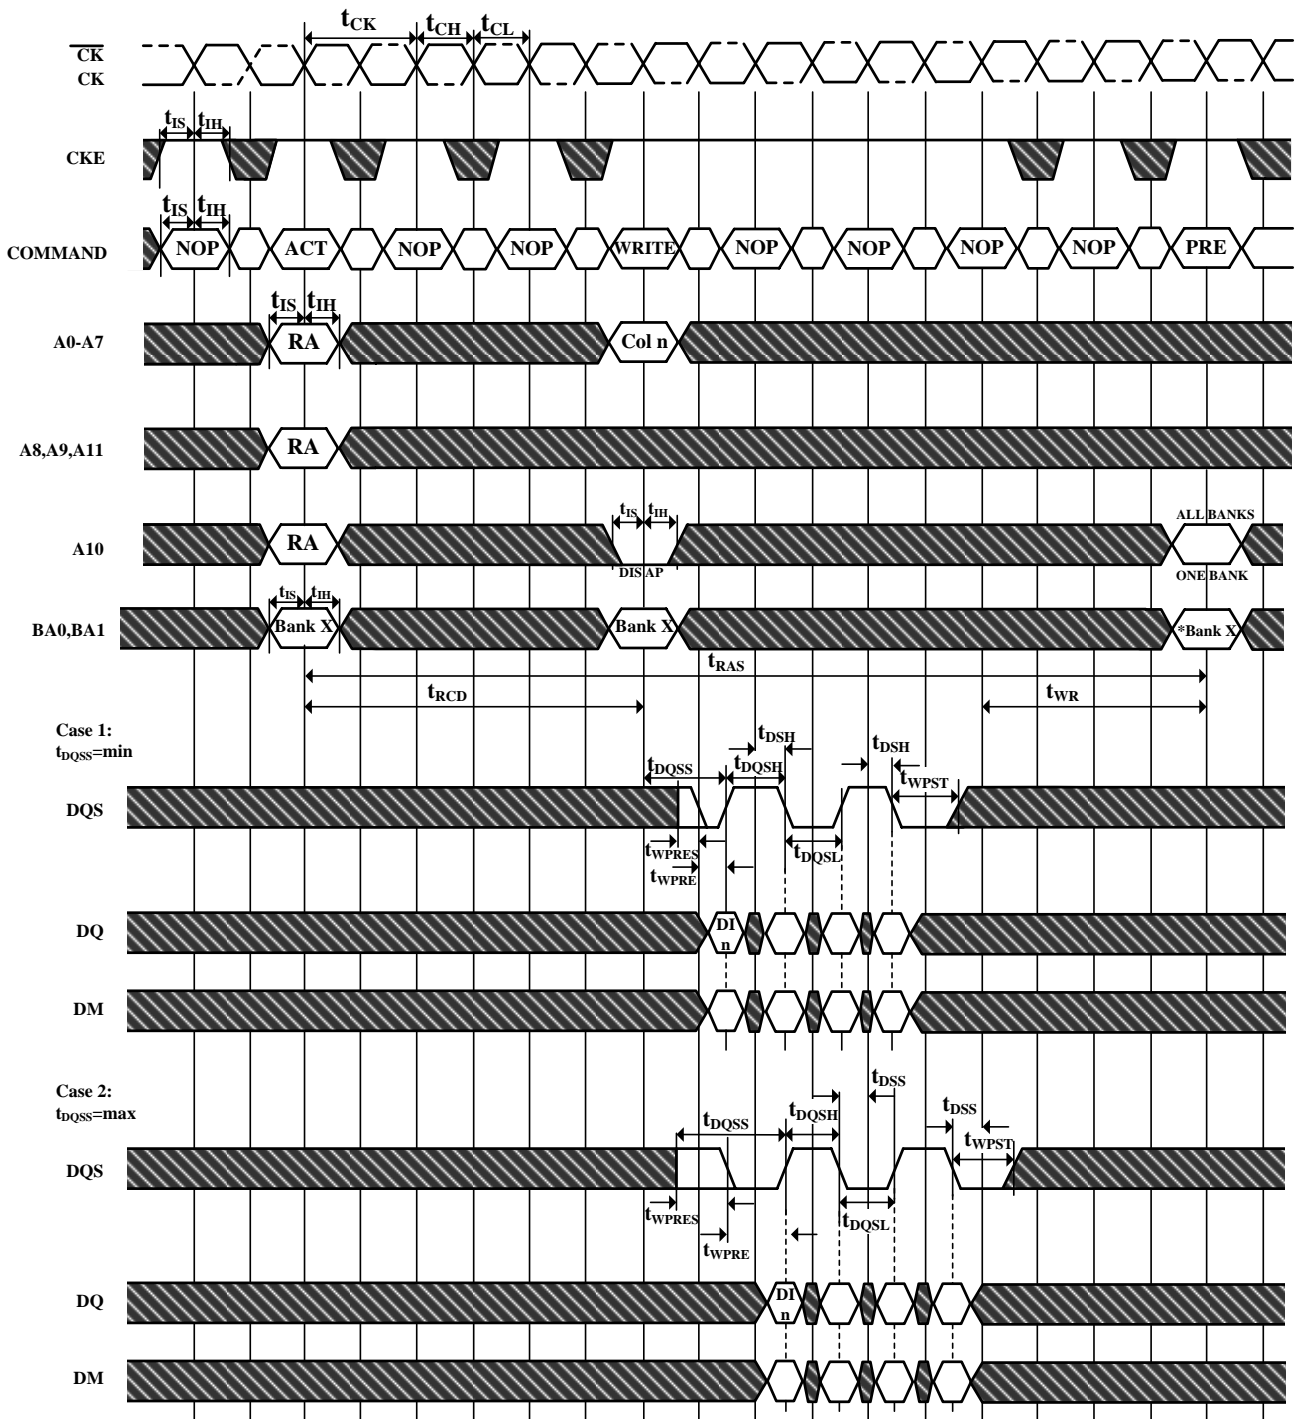 tCK tCH tCL
CK
CK
tIS tIH
CKE
tIS tIH
COMMAND NOP ACT NOP NOP WRITE NOP NOP NOP NOP PRE
tIS tIH
A0-A7 RA Col n
A8,A9,A11 RA
tIS tIH ALL BANKS
A10 RA
DIS AP ONE BANK
tIS tIH
BA0,BA1 Bank X Bank X *Bank X
tRAS
tRCD tWR
Case 1:
tDQSS=min
tDSH tDSH
tDQSS tDQSH tWPST
DQS
tWPRES tDQSL
tWPRE
DQ DI
n
DM
Case 2:
tDQSS=max
tDSS tDSS
tDQSS tDQSH tWPST
DQS
tWPRES tDQSL
tWPRE
DQ DI
n
DM